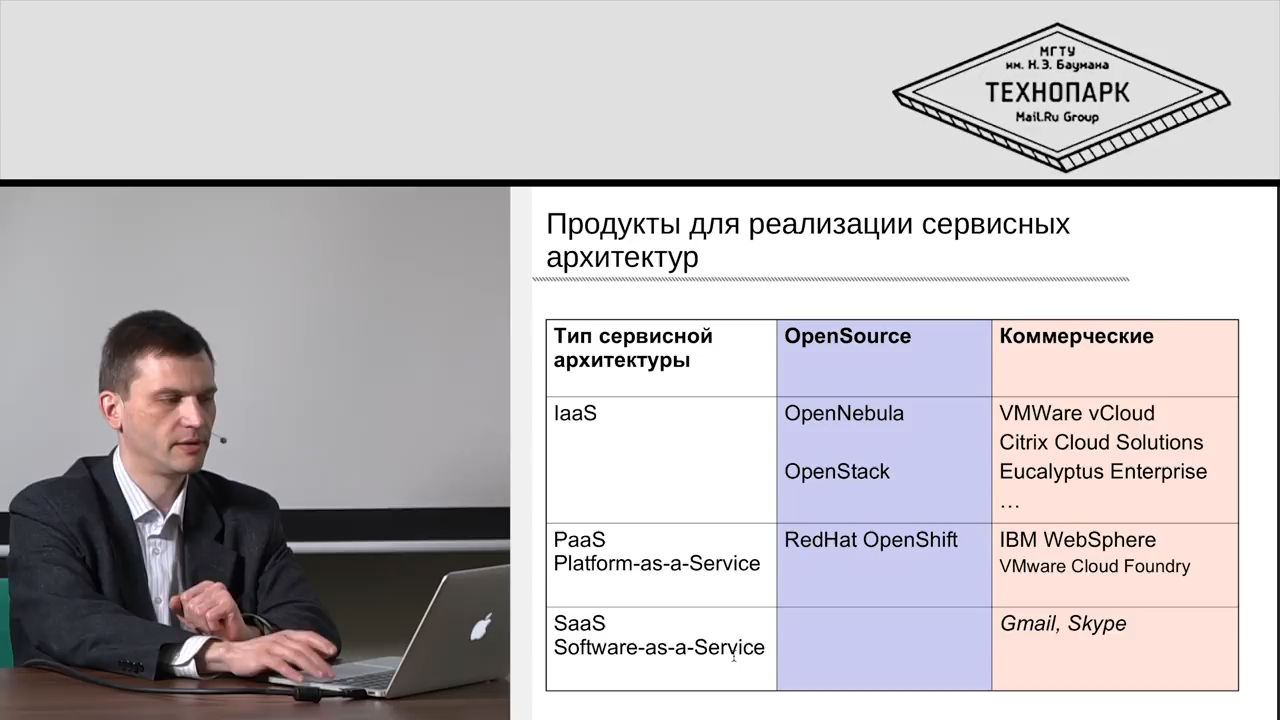 МГТУ
им. Н.Э. Баумана
ТЕХНОПАРК
Mail.Ru Group
Продукты для реализации сервисных
архитектур
Тип сервисной
архитектуры
OpenSource
Коммерческие
IaaS
OpenNebula
OpenStack
VMWare vCloud
Citrix Cloud Solutions
Eucalyptus Enterprise
…
PaaS
Platform-as-a-Service
RedHat OpenShift
IBM WebSphere
VMware Cloud Foundry
SaaS
Software-as-a-Service
Gmail, Skype